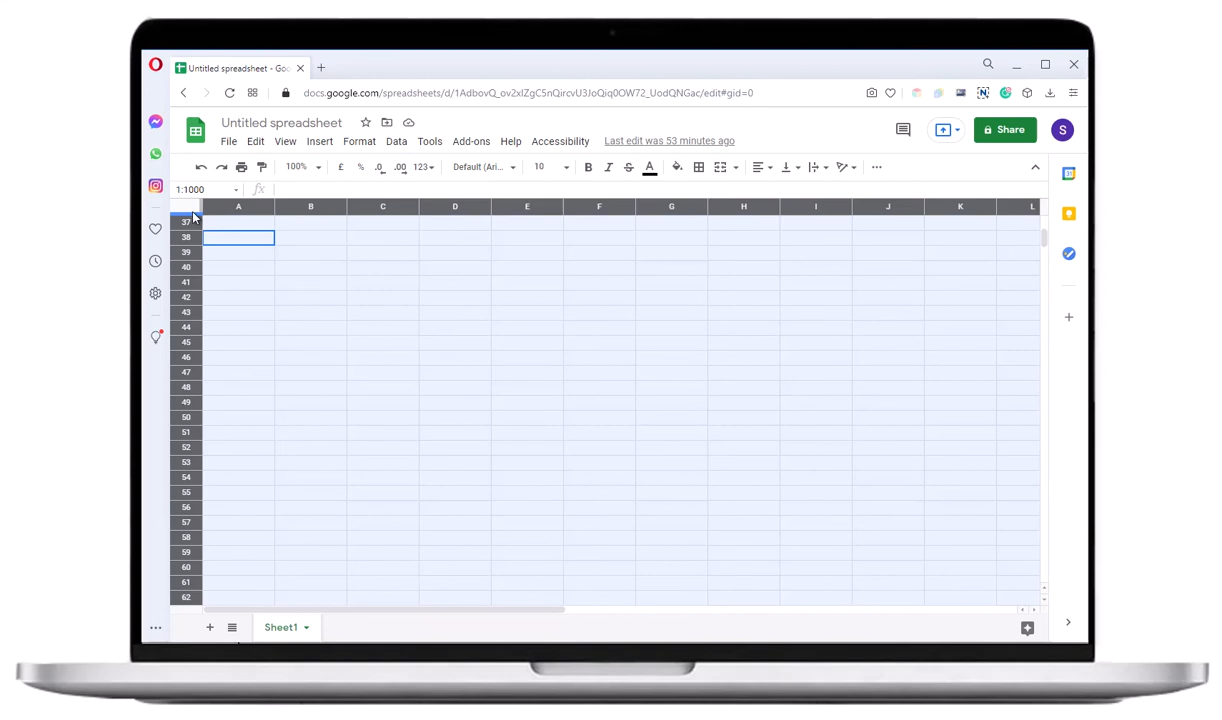 Untitled spreadsheet - Goo
docs.google.com/spreadsheets/d/1AdbovQ_ov2xIZgC5nQircvU3JoQiq0OW72_UodQNGac/edit#gid=0
Untitled spreadsheet
File Edit View Insert Format Data Tools Add-ons Help Accessibility Last edit was 53 minutes ago
Share
S
100% £ % .0 .00 123 Default (Ari... 10 B I S A
1:1000 fx
A B C D E F G H I J K L
37
38
39
40
41
42
43
44
45
46
47
48
49
50
51
52
53
54
55
56
57
58
59
60
61
62
Sheet1
31
N